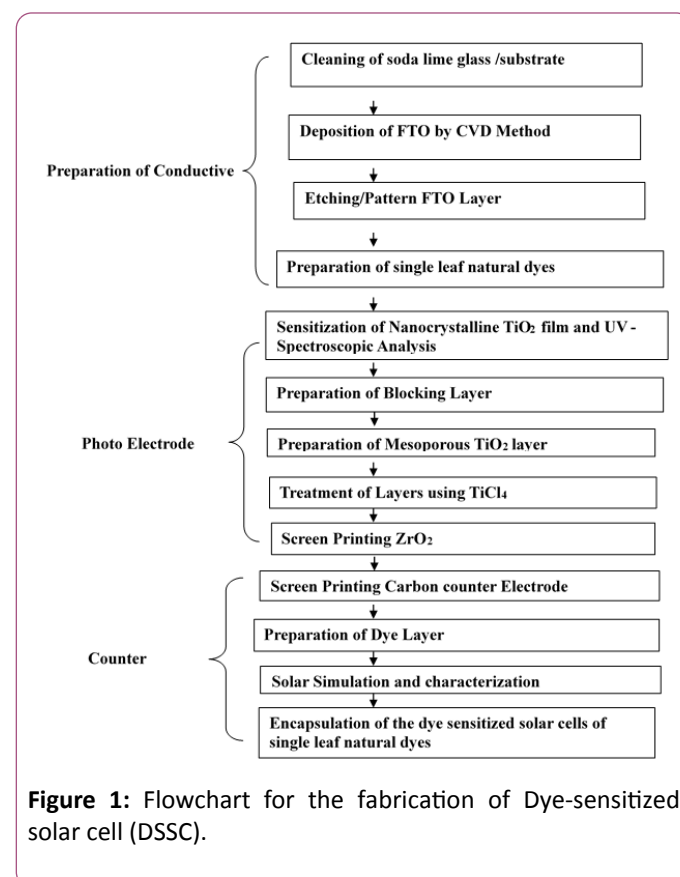 Cleaning of soda lime glass /substrate
Deposition of FTO by CVD Method
Preparation of Conductive
Etching/Pattern FTO Layer
Preparation of single leaf natural dyes
Sensitization of Nanocrystalline TiO₂ film and UV -
Spectroscopic Analysis
Preparation of Blocking Layer
Photo Electrode
Preparation of Mesoporous TiO₂ layer
Treatment of Layers using TiCl₄
Screen Printing ZrO₂
Screen Printing Carbon counter Electrode
Preparation of Dye Layer
Counter
Solar Simulation and characterization
Encapsulation of the dye sensitized solar cells of
single leaf natural dyes
Figure 1: Flowchart for the fabrication of Dye-sensitized
solar cell (DSSC).